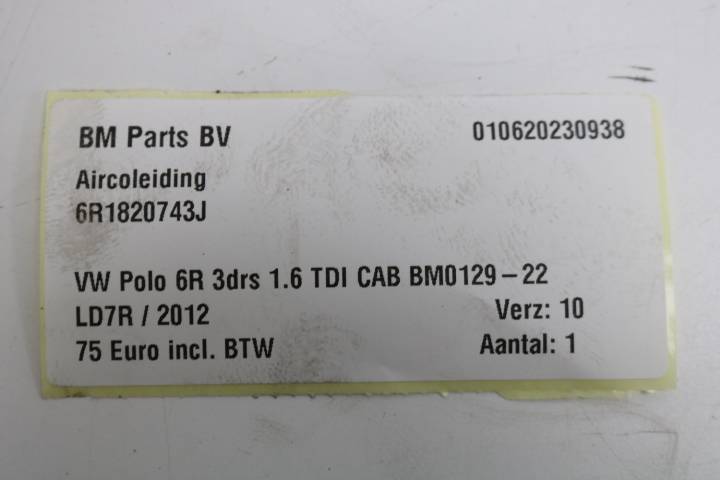 BM Parts BV 010620230938
Aircoleiding
6R1820743J
VW Polo 6R 3drs 1.6 TDI CAB BM0129-22
LD7R / 2012 Verz: 10
75 Euro incl. BTW Aantal: 1